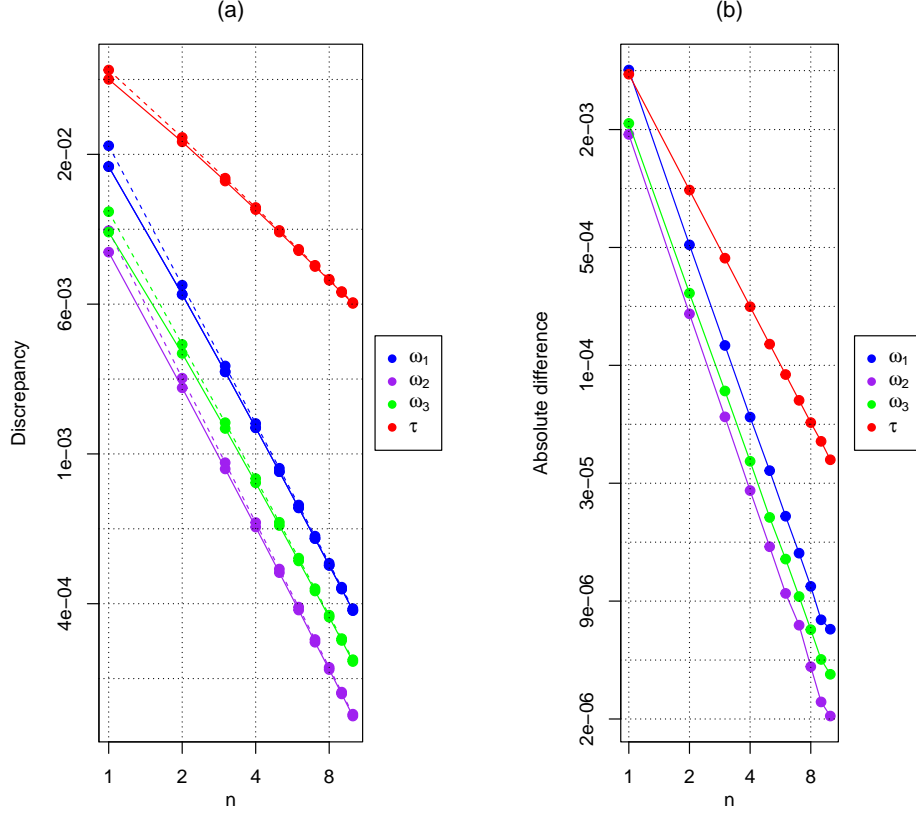 (a)
Discrepancy
2e-02
6e-03
1e-03
4e-04
1 2 4 8
n
ω1
ω2
ω3
τ
(b)
Absolute difference
2e-03
5e-04
1e-04
3e-05
9e-06
2e-06
1 2 4 8
n
ω1
ω2
ω3
τ